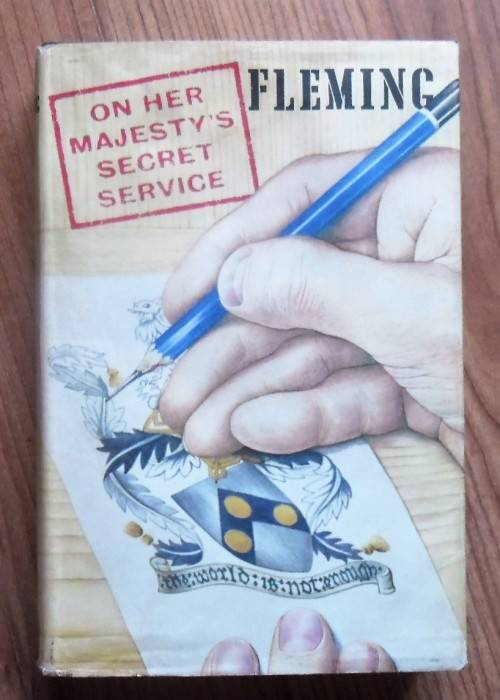 ON HER
MAJESTY'S
SECRET
SERVICE
FLEMING
the:world:is:not:enough